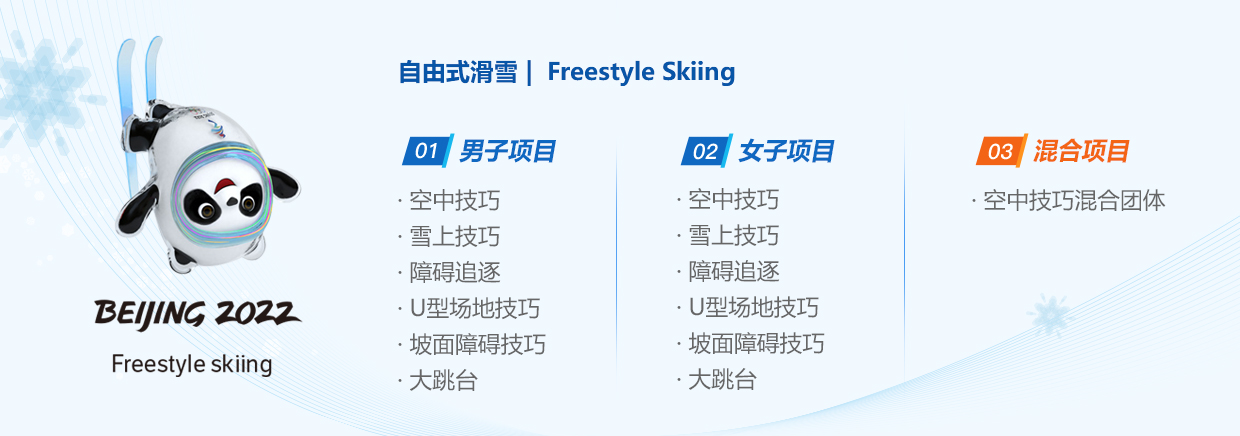 自由式滑雪 | Freestyle Skiing
01 男子项目
· 空中技巧
· 雪上技巧
· 障碍追逐
· U型场地技巧
· 坡面障碍技巧
· 大跳台
02 女子项目
· 空中技巧
· 雪上技巧
· 障碍追逐
· U型场地技巧
· 坡面障碍技巧
· 大跳台
03 混合项目
· 空中技巧混合团体
BEIJING 2022
Freestyle skiing